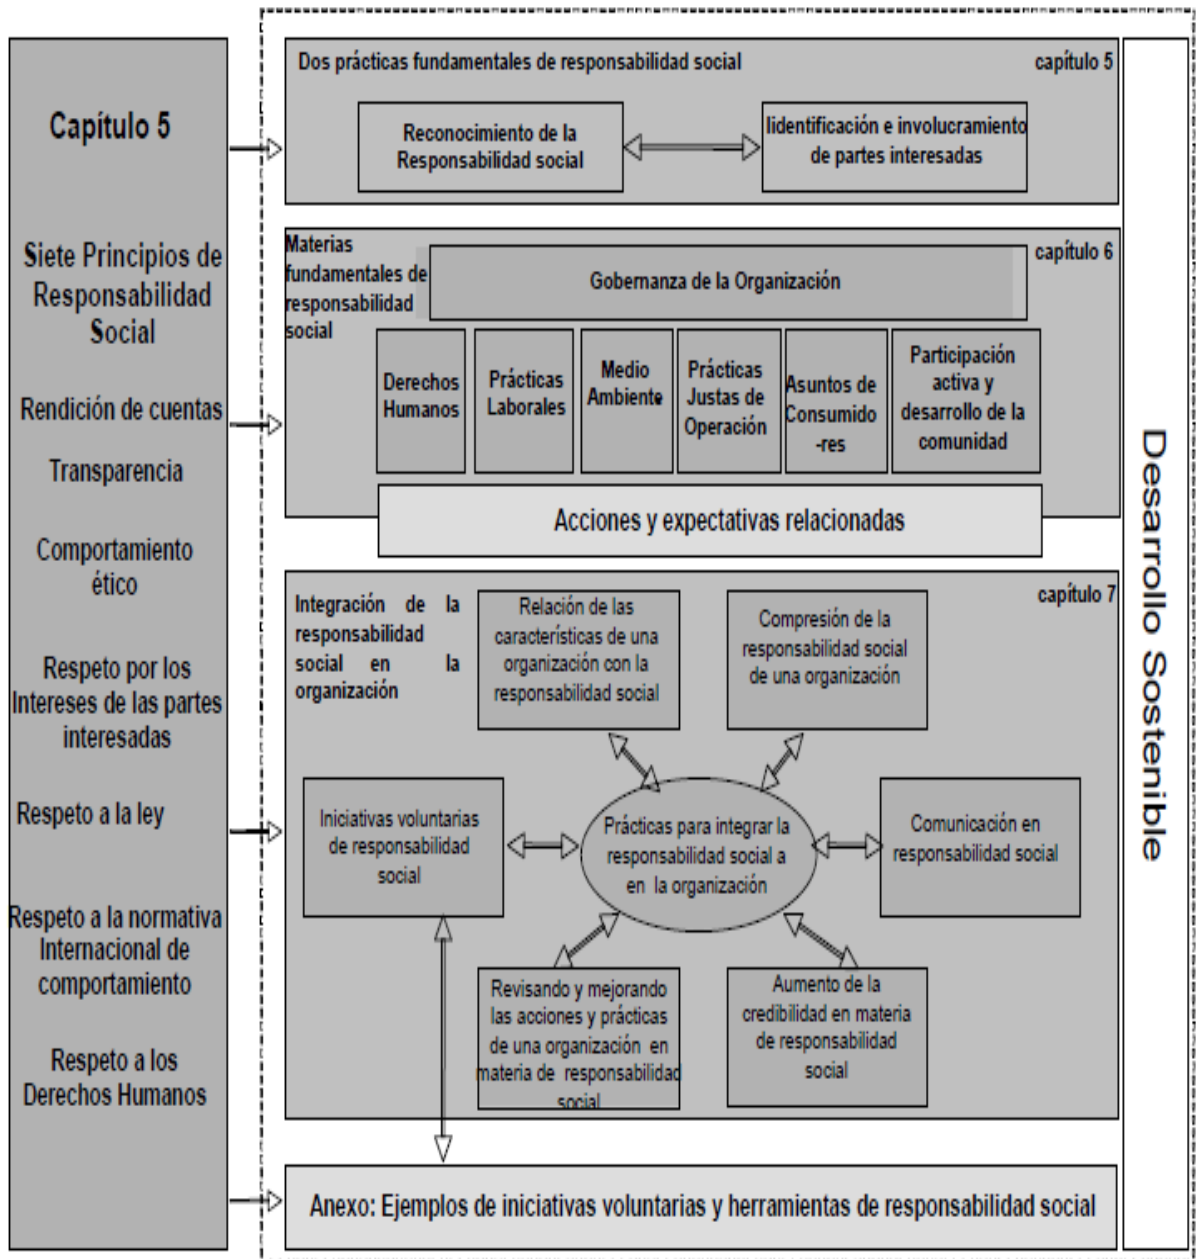 Capítulo 5
Siete Principios de
Responsabilidad
Social
Rendición de cuentas
Transparencia
Comportamiento
ético
Respeto por los
Intereses de las partes
interesadas
Respeto a la ley
Respeto a la normativa
Internacional de
comportamiento
Respeto a los
Derechos Humanos
Dos prácticas fundamentales de responsabilidad social
capítulo 5
Reconocimiento de la
Responsabilidad social
Iidentificación e involucramiento
de partes interesadas
Materias
fundamentales de
responsabilidad
social
capítulo 6
Gobernanza de la Organización
Derechos
Humanos
Prácticas
Laborales
Medio
Ambiente
Prácticas
Justas de
Operación
Asuntos de
Consumido
-res
Participación
activa y
desarrollo de la
comunidad
Acciones y expectativas relacionadas
Integración de la
responsabilidad
social en la
organización
capítulo 7
Relación de las
características de una
organización con la
responsabilidad social
Compresión de la
responsabilidad social
de una organización
Iniciativas voluntarias
de responsabilidad
social
Prácticas para integrar la
responsabilidad social a
en la organización
Comunicación en
responsabilidad social
Revisando y mejorando
las acciones y prácticas
de una organización en
materia de responsabilidad
social
Aumento de la
credibilidad en materia
de responsabilidad
social
Anexo: Ejemplos de iniciativas voluntarias y herramientas de responsabilidad social
Desarrollo Sostenible